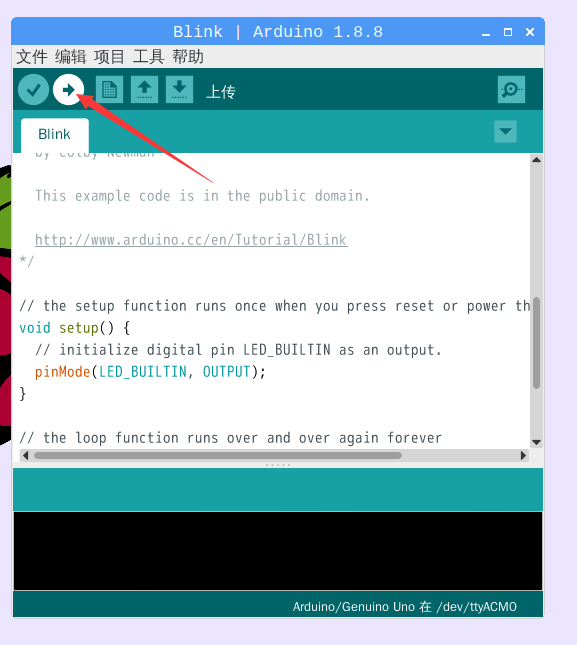 Blink | Arduino 1.8.8
文件 编辑 项目 工具 帮助
上传
Blink
by Colby Newman
This example code is in the public domain.
http://www.arduino.cc/en/Tutorial/Blink
*/
// the setup function runs once when you press reset or power th
void setup() {
// initialize digital pin LED_BUILTIN as an output.
pinMode(LED_BUILTIN, OUTPUT);
}
// the loop function runs over and over again forever
Arduino/Genuino Uno 在 /dev/ttyACM0